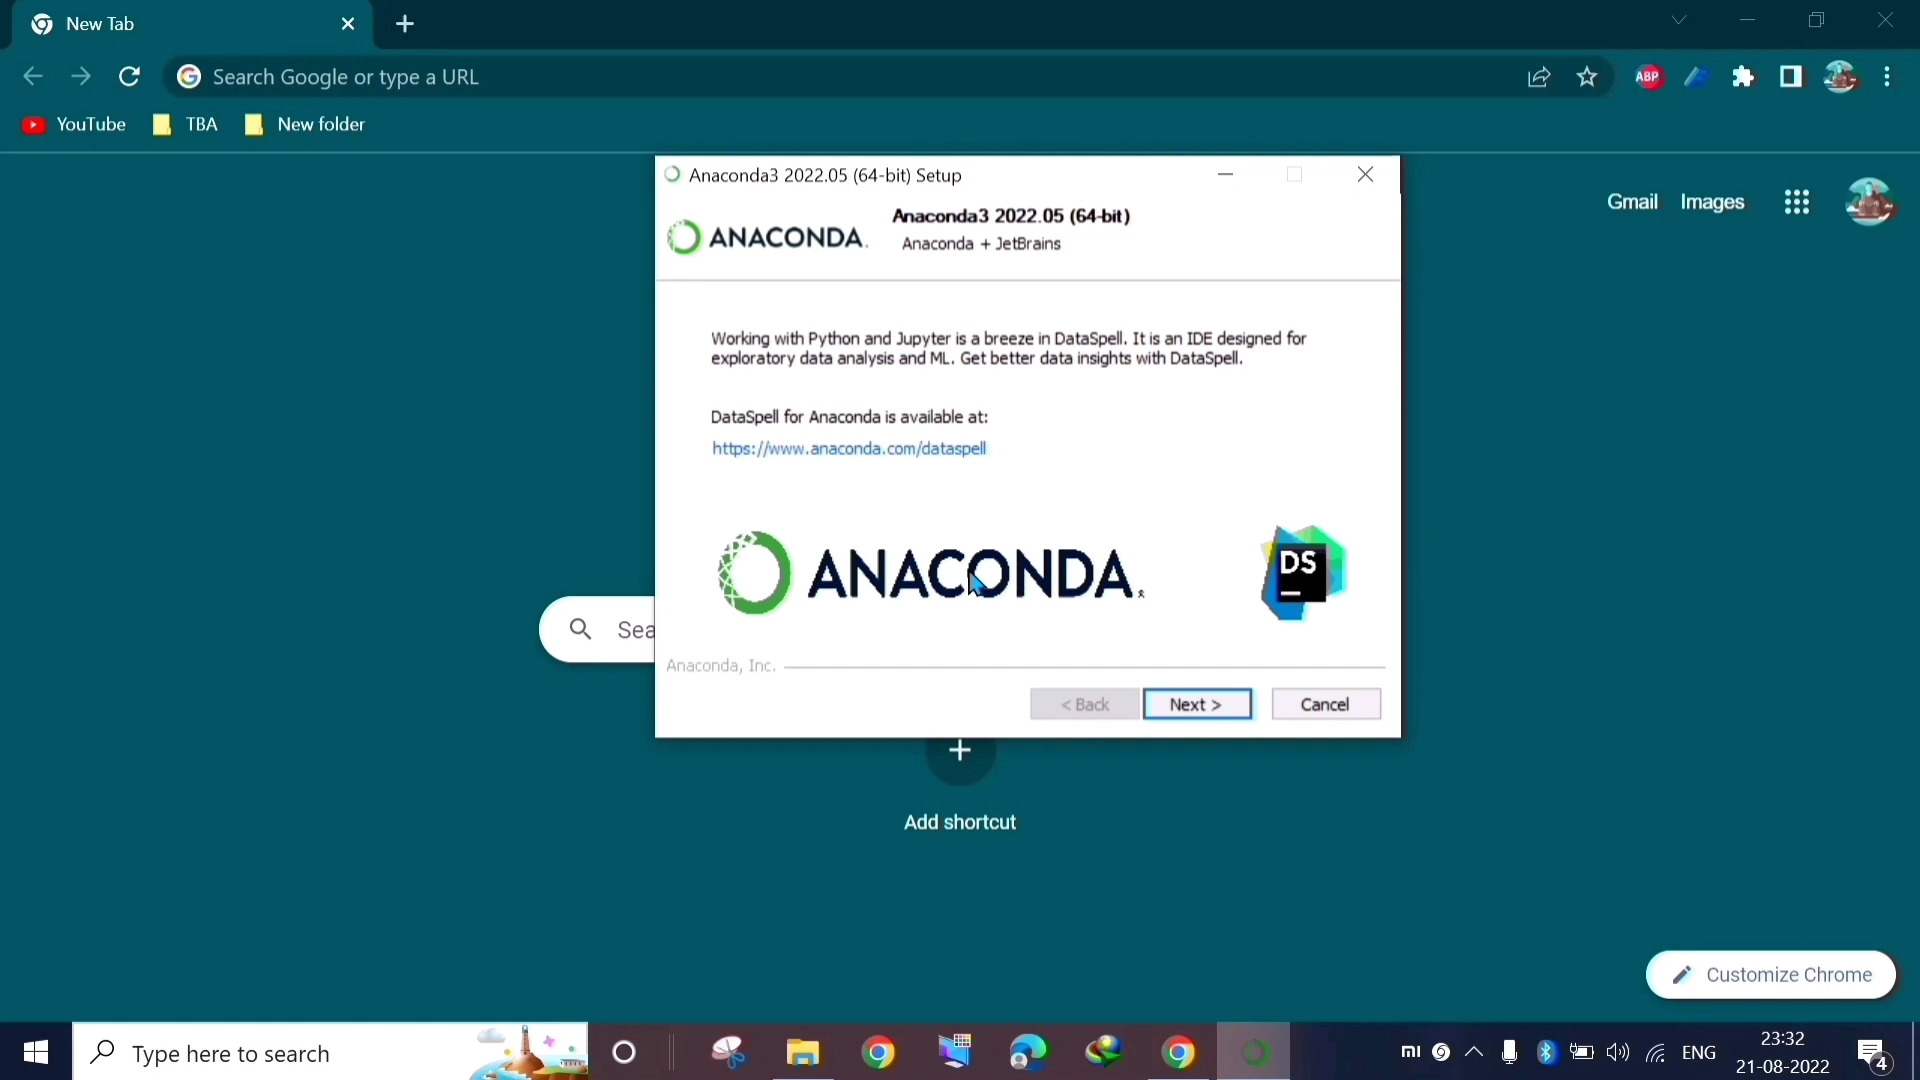 New Tab
Search Google or type a URL
ABP
YouTube
TBA
New folder
Gmail
Images
Anaconda3 2022.05 (64-bit) Setup
ANACONDA.
Anaconda3 2022.05 (64-bit)
Anaconda + JetBrains
Working with Python and Jupyter is a breeze in DataSpell. It is an IDE designed for
exploratory data analysis and ML. Get better data insights with DataSpell.
DataSpell for Anaconda is available at:
https://www.anaconda.com/dataspell
ANACONDA.
DS
Sea
Anaconda, Inc.
< Back
Next >
Cancel
Add shortcut
Customize Chrome
Type here to search
mi
ENG
23:32
21-08-2022
4